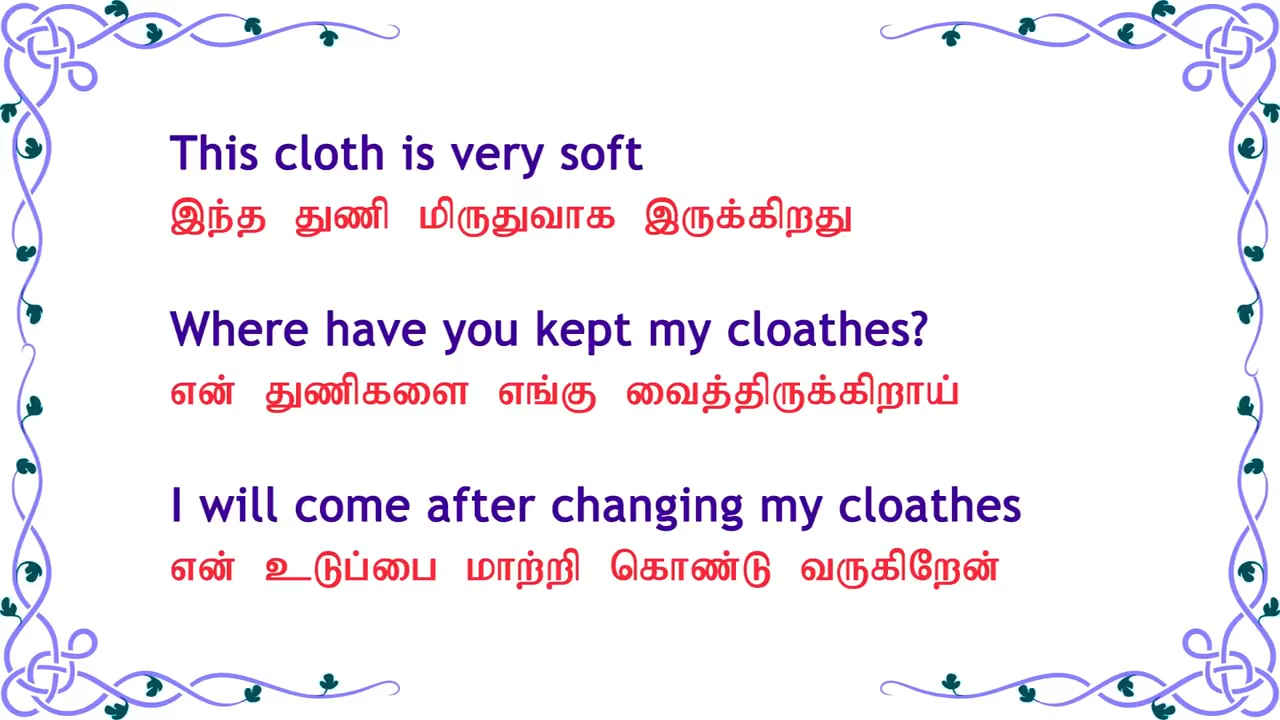 This cloth is very soft
இந்த துணி மிருதுவாக இருக்கிறது
Where have you kept my cloathes?
என் துணிகளை எங்கு வைத்திருக்கிறாய்
I will come after changing my cloathes
என் உடுப்பை மாற்றி கொண்டு வருகிறேன்